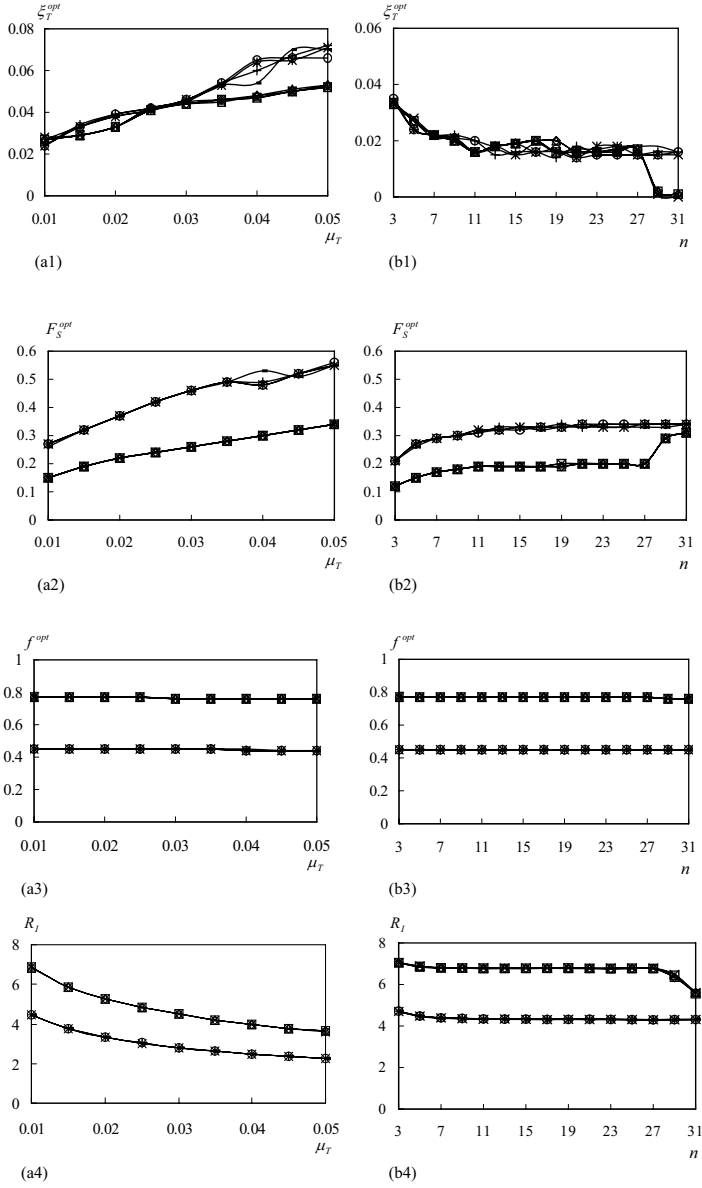 ξ_T^opt
0.08
0.06
0.04
0.02
0
0.01 0.02 0.03 0.04 0.05
μ_T
(a1)
ξ_T^opt
0.06
0.04
0.02
0
3 7 11 15 19 23 27 31
n
(b1)
F_S^opt
0.6
0.5
0.4
0.3
0.2
0.1
0
0.01 0.02 0.03 0.04 0.05
μ_T
(a2)
F_S^opt
0.6
0.5
0.4
0.3
0.2
0.1
0
3 7 11 15 19 23 27 31
n
(b2)
f^opt
1
0.8
0.6
0.4
0.2
0
0.01 0.02 0.03 0.04 0.05
μ_T
(a3)
f^opt
1
0.8
0.6
0.4
0.2
0
3 7 11 15 19 23 27 31
n
(b3)
R_I
8
6
4
2
0
0.01 0.02 0.03 0.04 0.05
μ_T
(a4)
R_I
8
6
4
2
0
3 7 11 15 19 23 27 31
n
(b4)